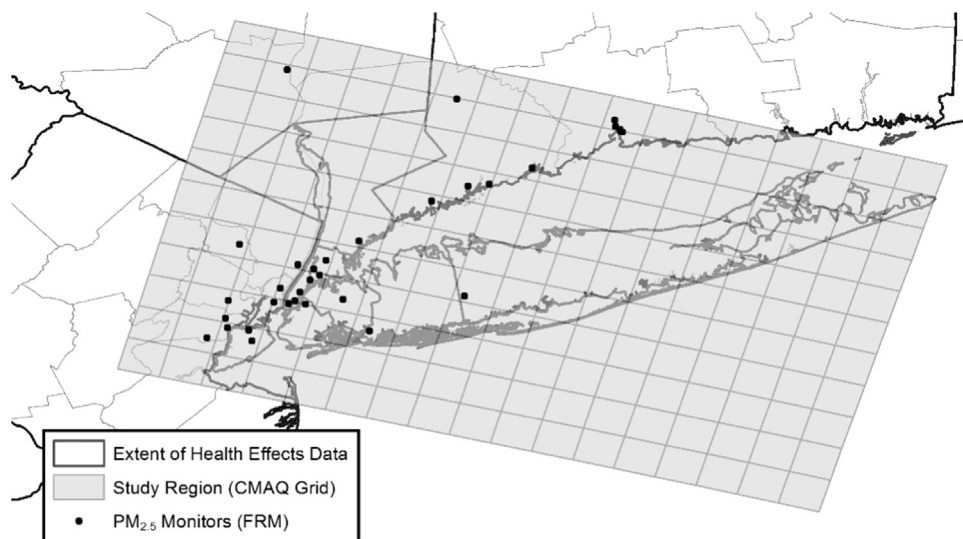 Extent of Health Effects Data
Study Region (CMAQ Grid)
PM2.5 Monitors (FRM)